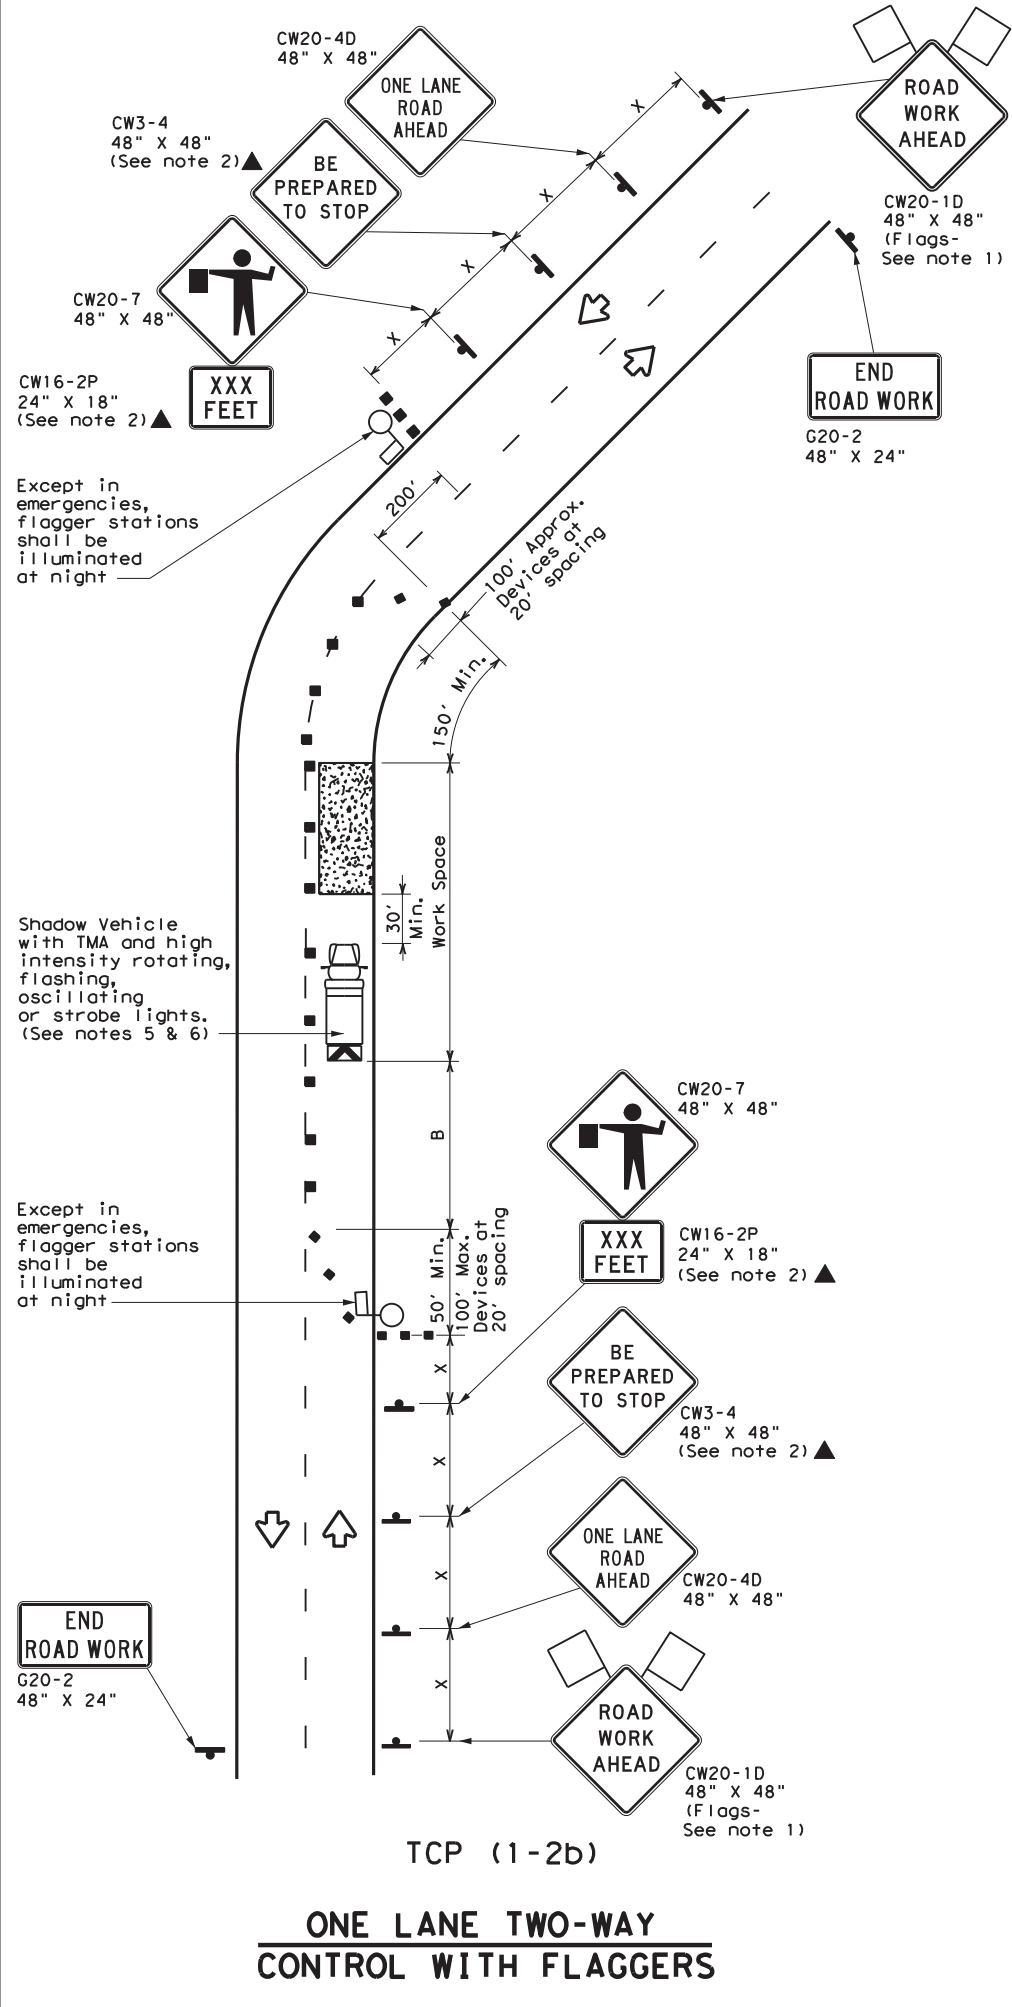 CW20-4D
48" X 48"
ONE LANE
ROAD
AHEAD
ROAD
WORK
AHEAD
CW20-1D
48" X 48"
(Flags-
See note 1)
CW3-4
48" X 48"
(See note 2)▲
BE
PREPARED
TO STOP
X
X
X
X
CW20-7
48" X 48"
CW16-2P
24" X 18"
(See note 2)▲
XXX
FEET
END
ROAD WORK
G20-2
48" X 24"
Except in
emergencies,
flagger stations
shall be
illuminated
at night
200'
100' Approx.
Devices at
20' spacing
150' Min.
Work Space
30'
Min.
Shadow Vehicle
with TMA and high
intensity rotating,
flashing,
oscillating
or strobe lights.
(See notes 5 & 6)
B
CW20-7
48" X 48"
XXX
FEET
CW16-2P
24" X 18"
(See note 2)▲
Except in
emergencies,
flagger stations
shall be
illuminated
at night
50' Min.
100' Max.
Devices at
20' spacing
X
X
X
X
BE
PREPARED
TO STOP
CW3-4
48" X 48"
(See note 2)▲
ONE LANE
ROAD
AHEAD
CW20-4D
48" X 48"
END
ROAD WORK
G20-2
48" X 24"
ROAD
WORK
AHEAD
CW20-1D
48" X 48"
(Flags-
See note 1)
TCP (1-2b)
ONE LANE TWO-WAY
CONTROL WITH FLAGGERS